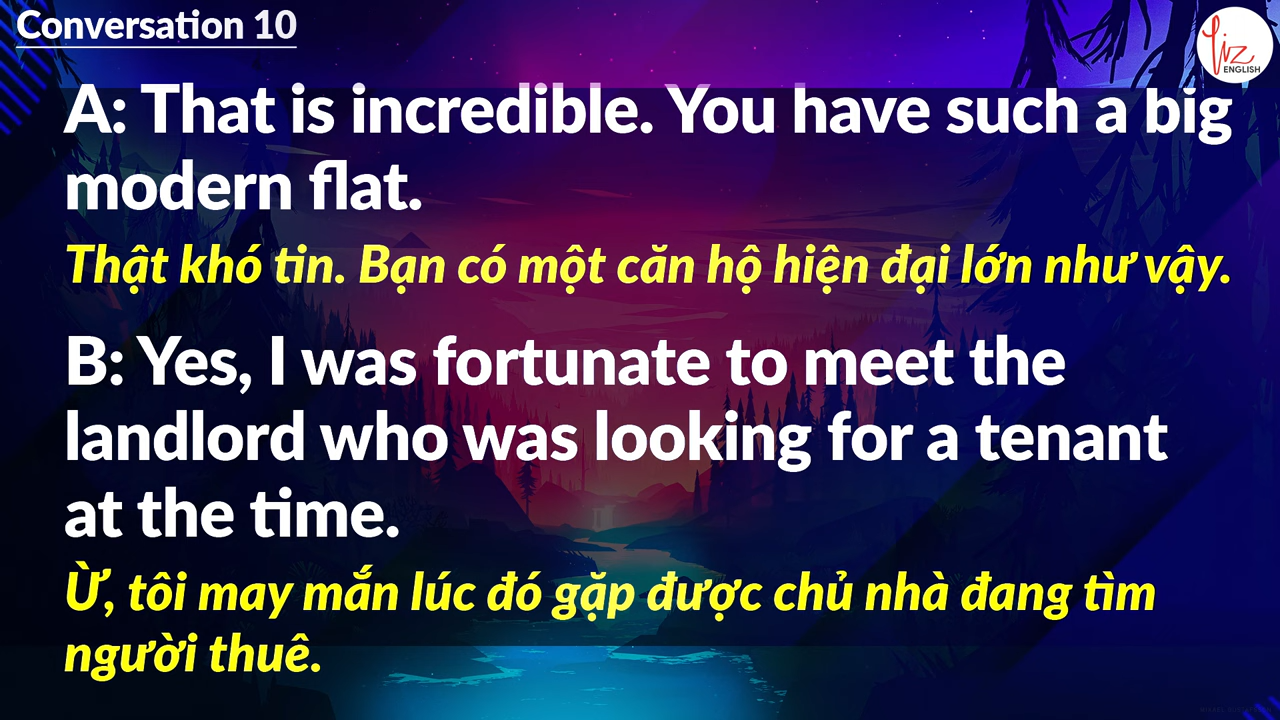 Conversation 10
Liz
ENGLISH
A: That is incredible. You have such a big
modern flat.
Thật khó tin. Bạn có một căn hộ hiện đại lớn như vậy.
B: Yes, I was fortunate to meet the
landlord who was looking for a tenant
at the time.
Ừ, tôi may mắn lúc đó gặp được chủ nhà đang tìm
người thuê.